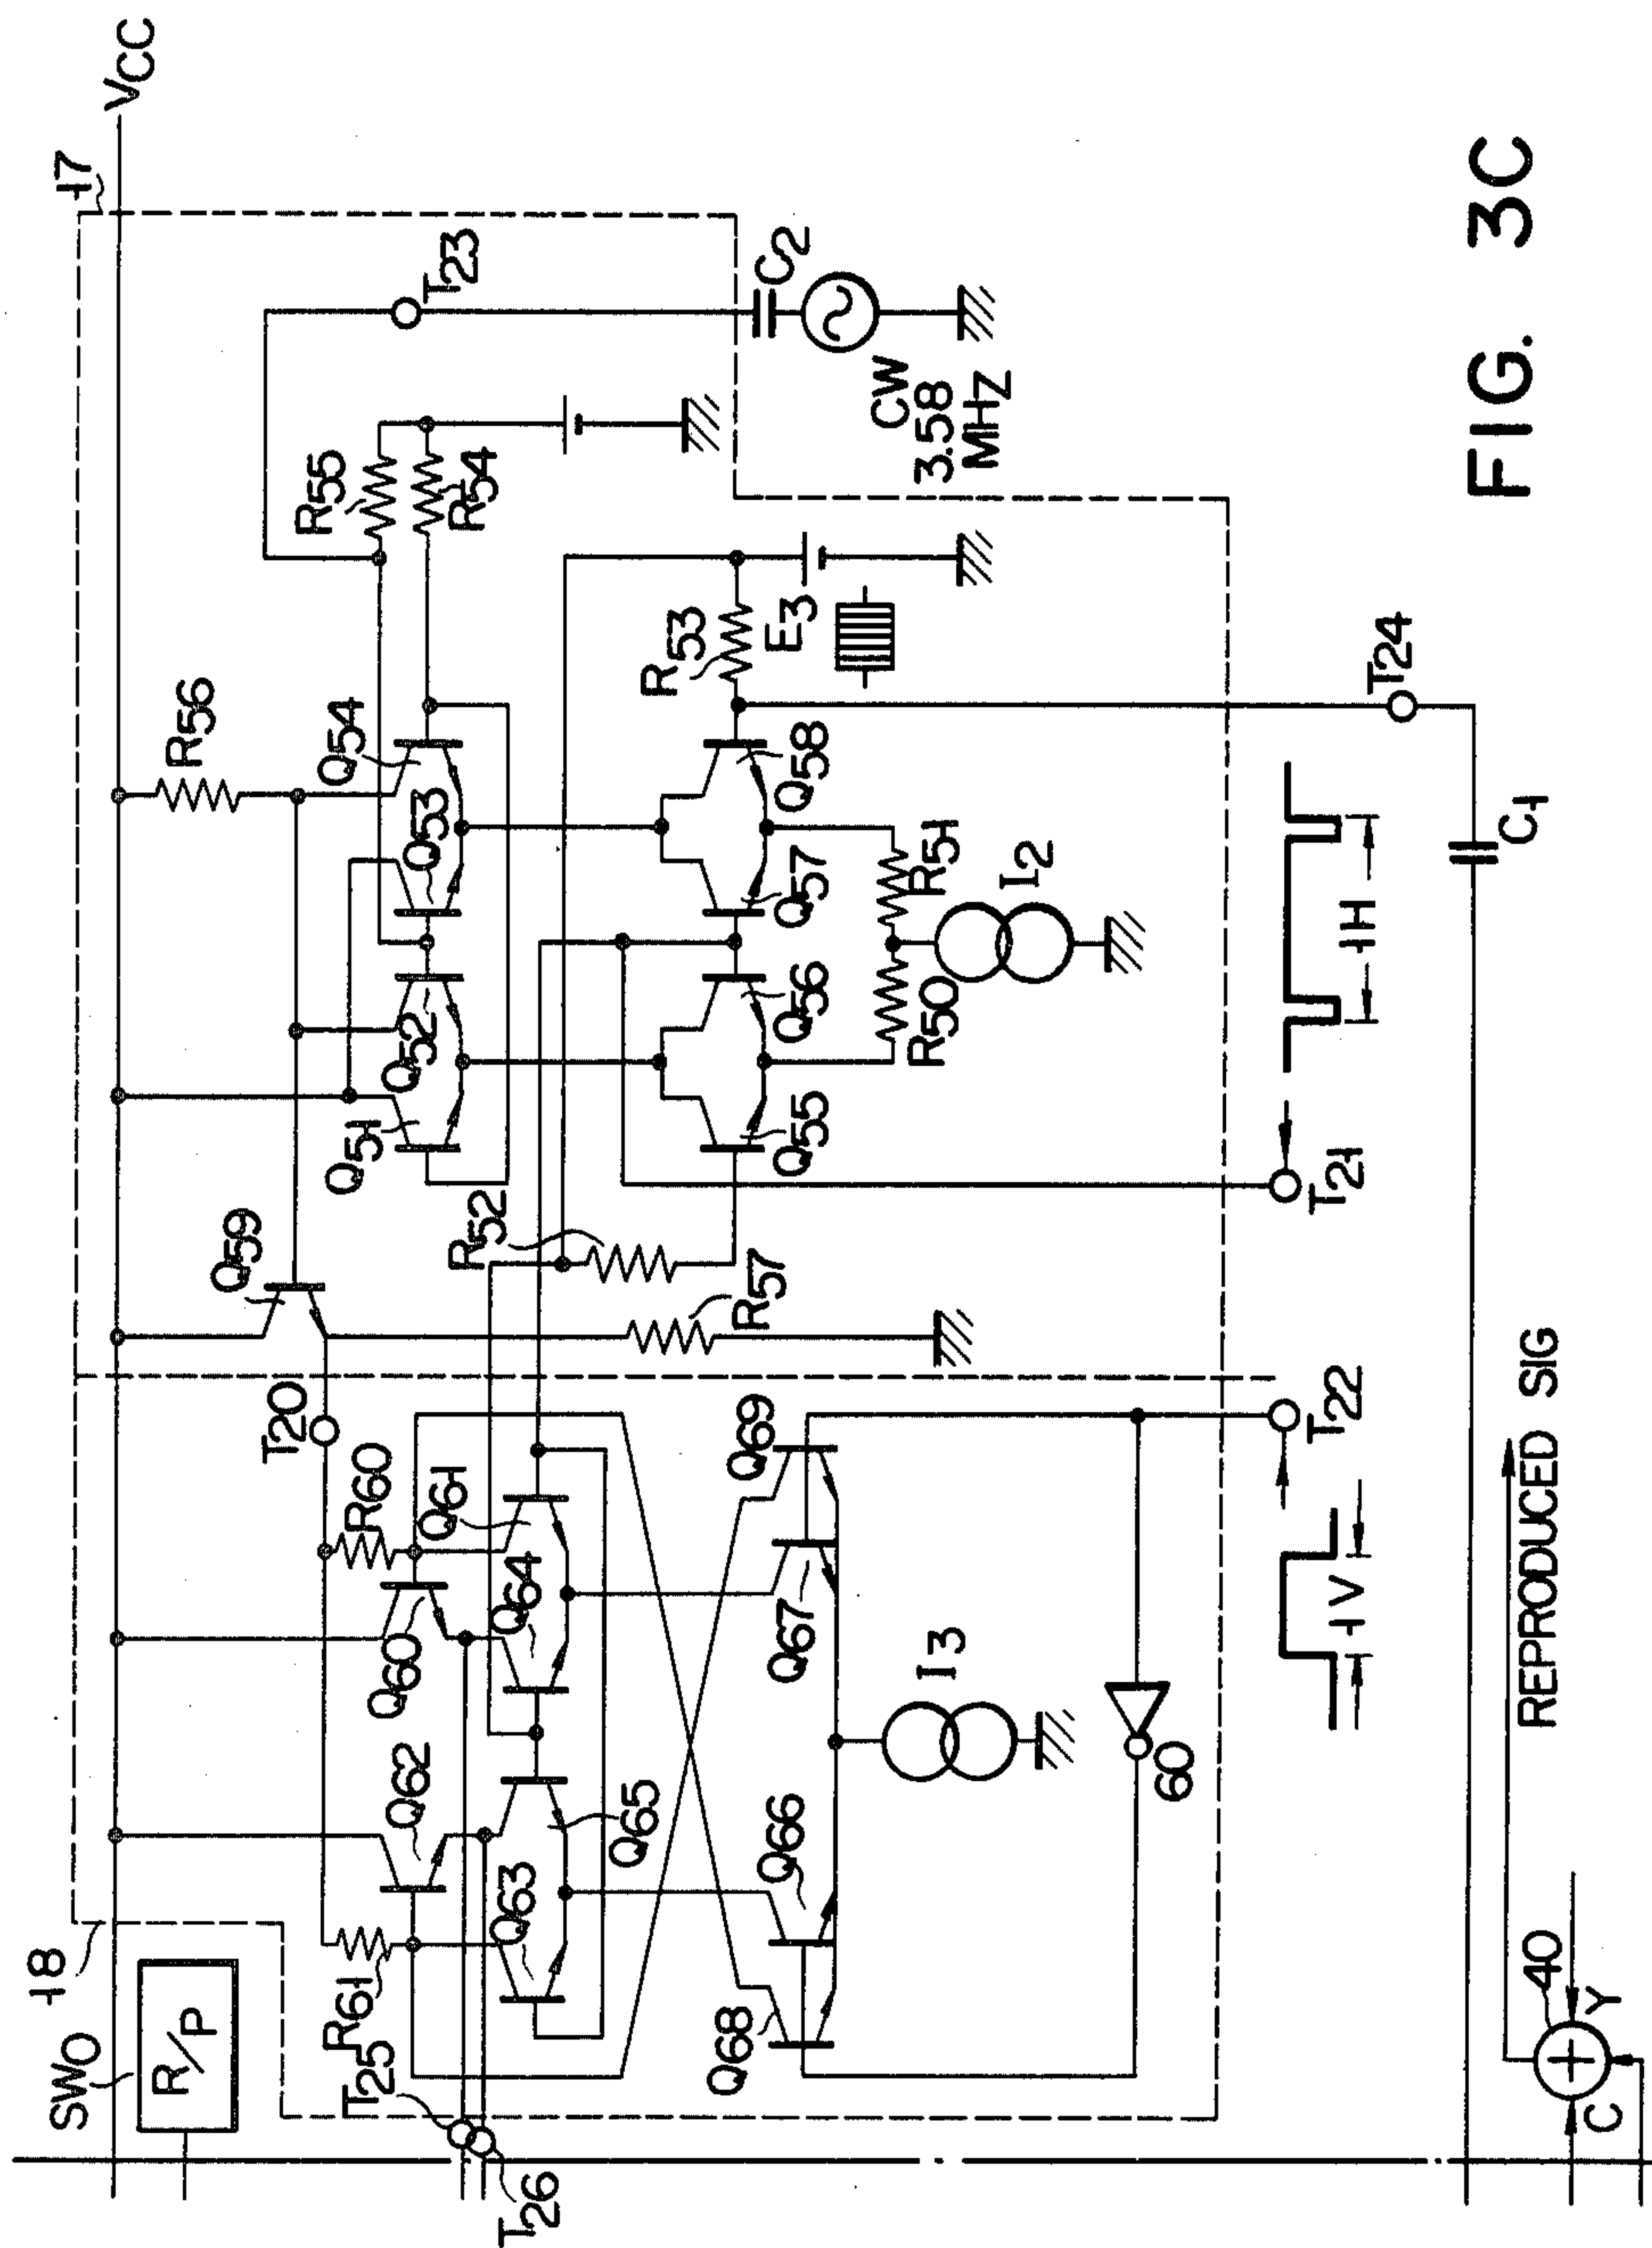 VCC
17
T23
C2
CW
3.58
MHZ
R55
R54
R56
Q54
Q53
Q52
Q51
R53
E3
Q58
Q57
Q56
Q55
R51
R50
I2
T24
C1
1H
T21
Q59
R52
R57
T20
R60
Q61
Q60
Q64
Q62
Q63
Q65
R61
Q69
Q67
Q66
Q68
I3
60
T22
1V
18
SW0
R/P
T25
T26
REPRODUCED SIG
40
Y
C
FIG. 3C